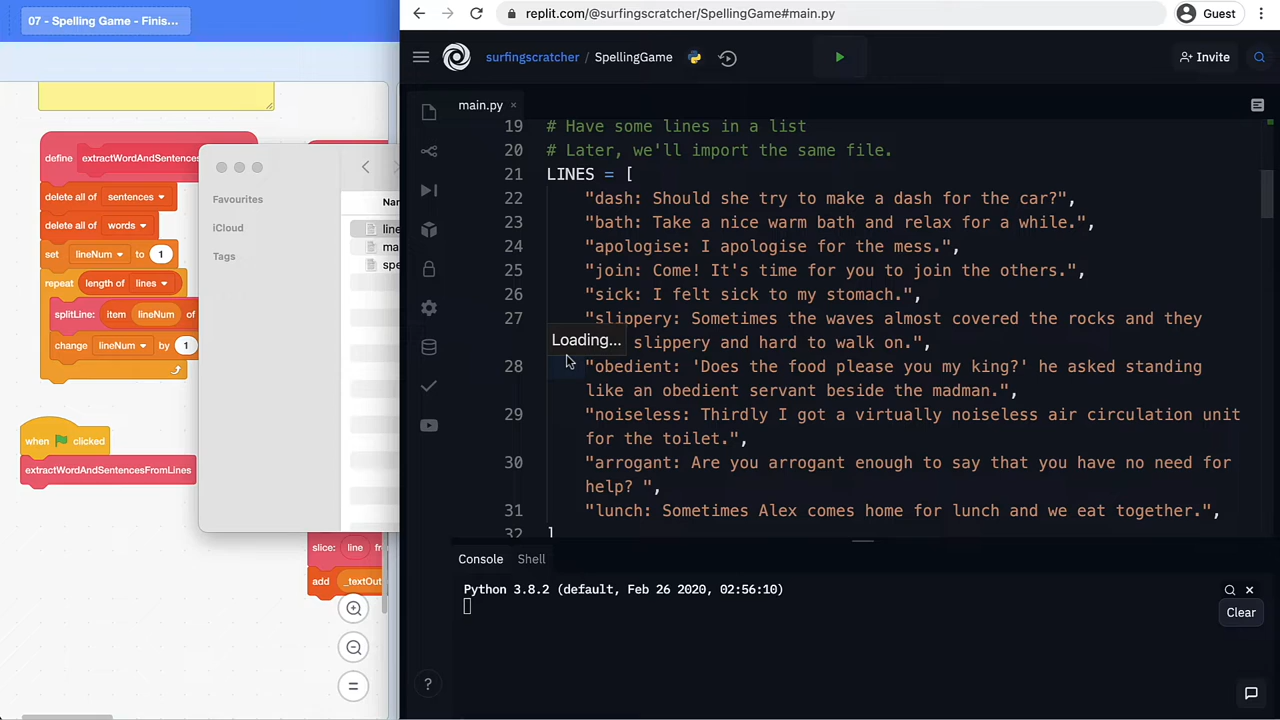 07 - Spelling Game - Finis...
define extractWordAndSentences
delete all of sentences
delete all of words
set lineNum to 1
repeat length of lines
splitLine: item lineNum of
change lineNum by 1
when clicked
extractWordAndSentencesFromLines
slice: line
add _textOut
Favourites
iCloud
Tags
line
ma
spe
replit.com/@surfingscratcher/SpellingGame#main.py
Guest
surfingscratcher / SpellingGame
Invite
main.py ×
19 # Have some lines in a list
20 # Later, we'll import the same file.
21 LINES = [
22 "dash: Should she try to make a dash for the car?",
23 "bath: Take a nice warm bath and relax for a while.",
24 "apologise: I apologise for the mess.",
25 "join: Come! It's time for you to join the others.",
26 "sick: I felt sick to my stomach.",
27 "slippery: Sometimes the waves almost covered the rocks and they
Loading... slippery and hard to walk on.",
28 "obedient: 'Does the food please you my king?' he asked standing
like an obedient servant beside the madman.",
29 "noiseless: Thirdly I got a virtually noiseless air circulation unit
for the toilet.",
30 "arrogant: Are you arrogant enough to say that you have no need for
help? ",
31 "lunch: Sometimes Alex comes home for lunch and we eat together.",
32 ]
Console Shell
Python 3.8.2 (default, Feb 26 2020, 02:56:10)
Clear
?